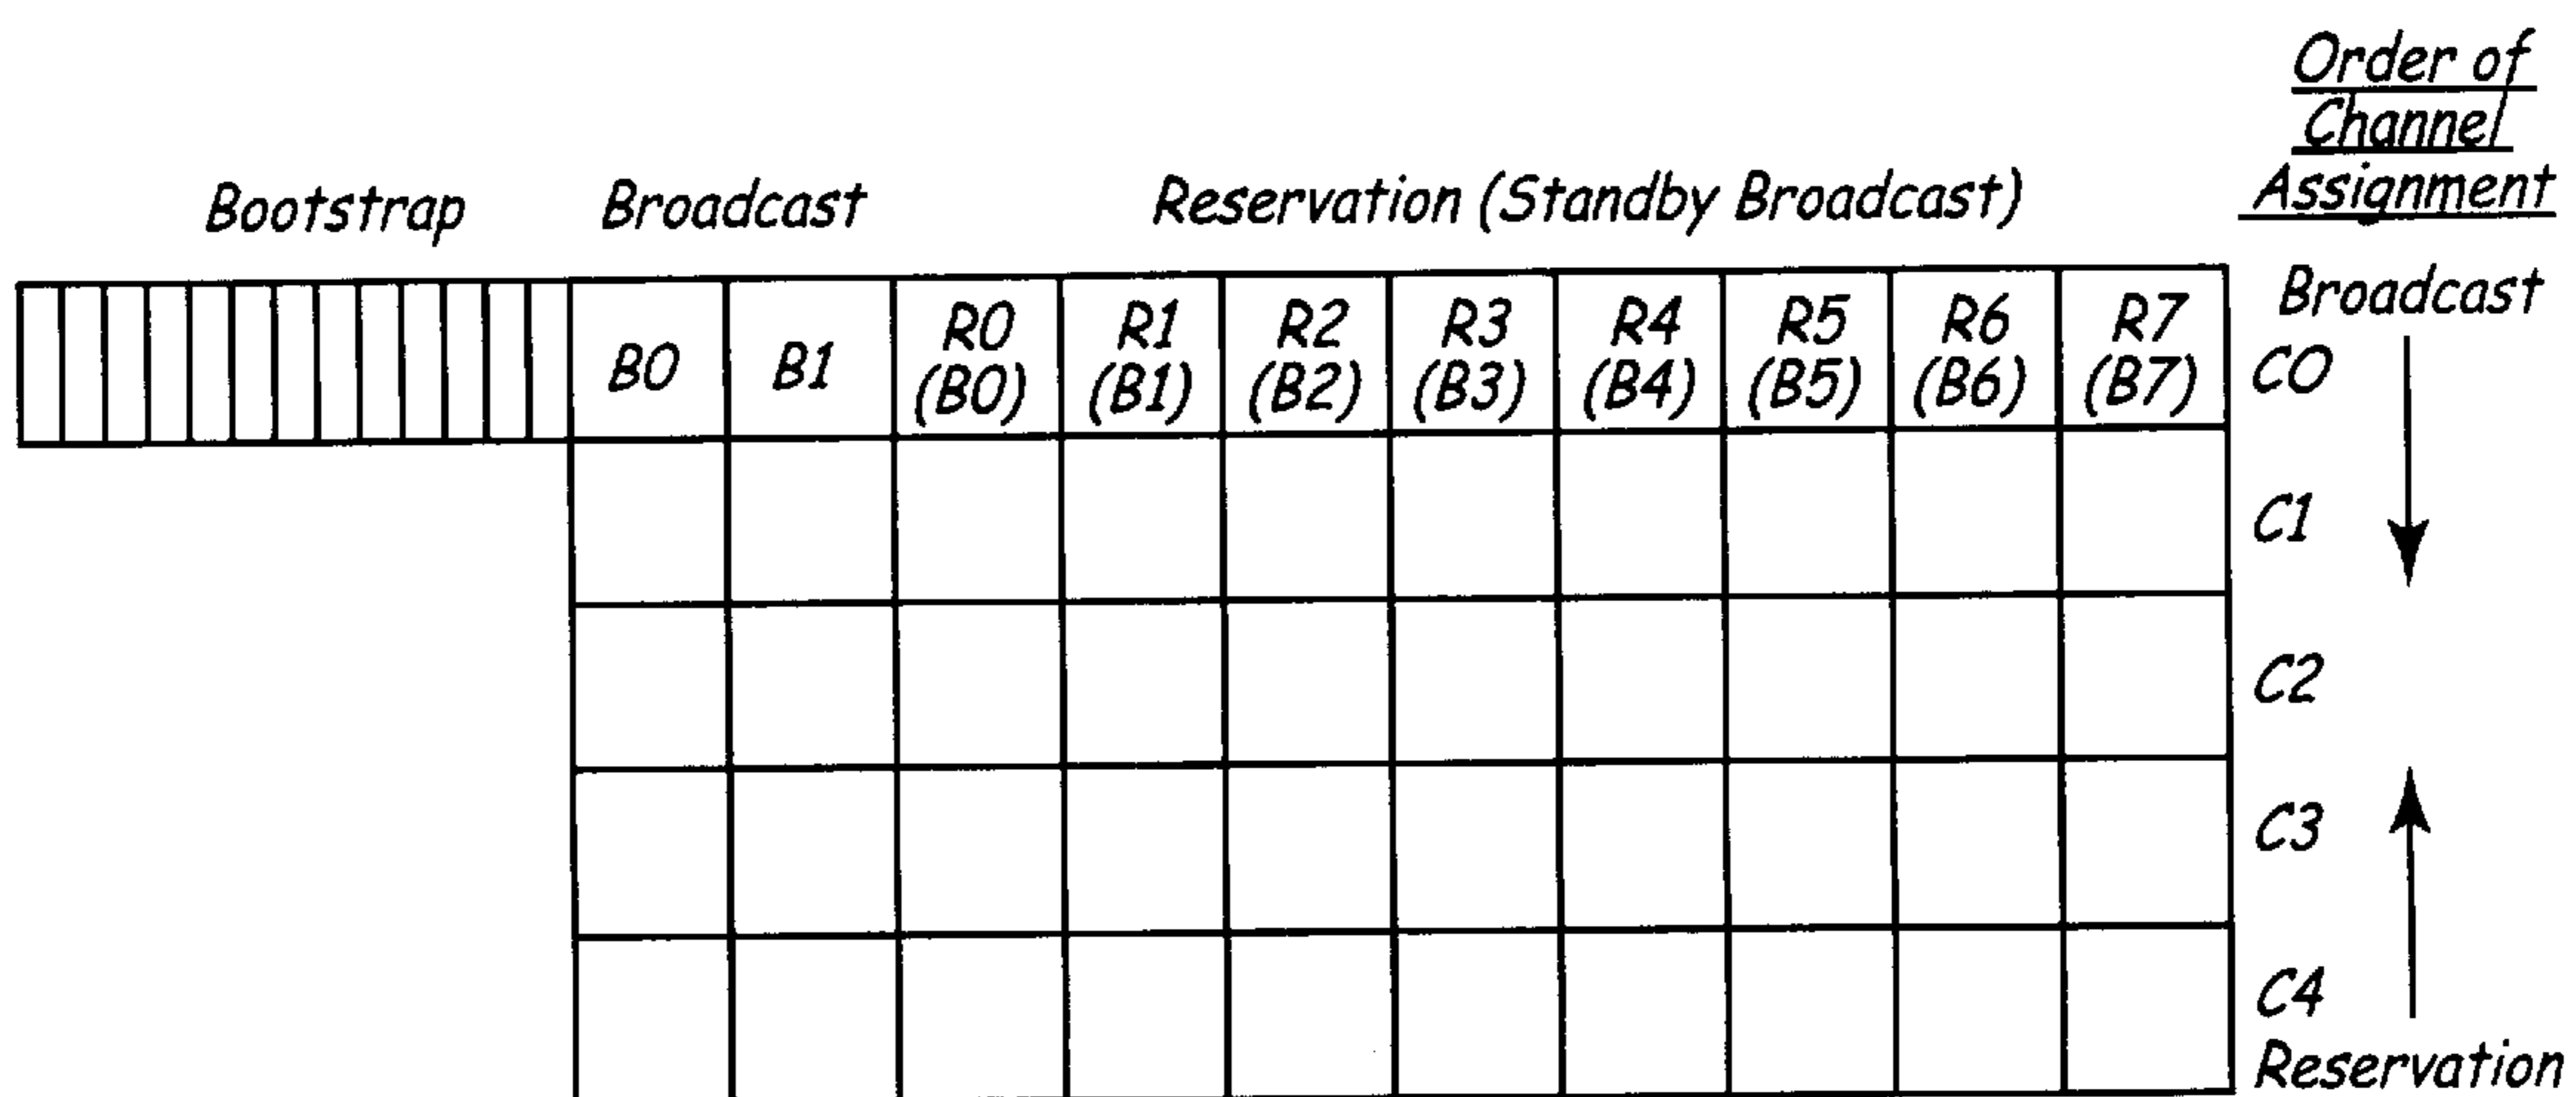 Order of
Channel
Assignment
Bootstrap Broadcast Reservation (Standby Broadcast)
Broadcast
B0 B1 R0 R1 R2 R3 R4 R5 R6 R7
(B0) (B1) (B2) (B3) (B4) (B5) (B6) (B7)
C0
C1
C2
C3
C4
Reservation